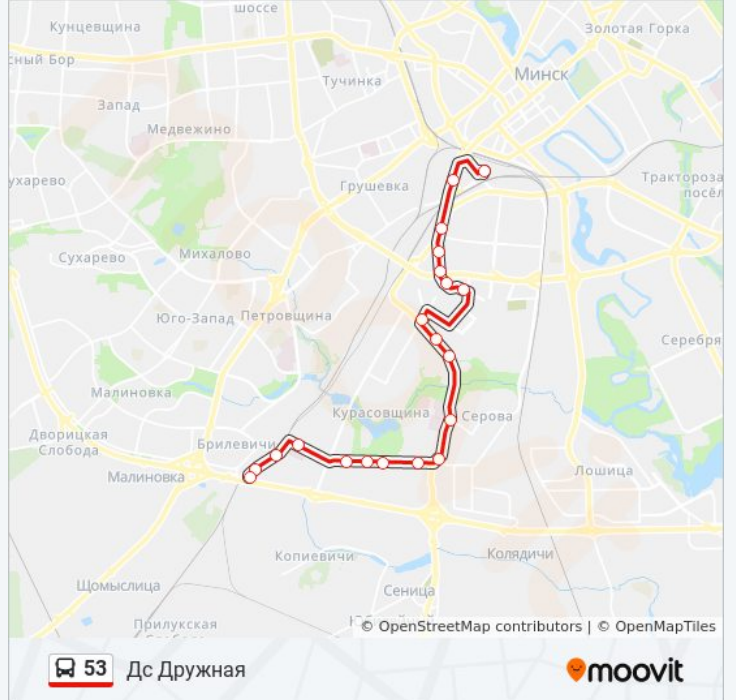 шоссе
Кунцевщина
Золотая Горка
сный Бор
Минск
Тучинка
Запад
Медвежино
ухарево
Грушевка
Тракторозав
посёл
Сухарево
Михалово
Юго-Запад
Петровщина
Серебря
Малиновка
Курасовщина
Серова
Дворицкая
Слобода
Брилевичи
Малиновка
Лошица
Копиевичи
Колядичи
Щомыслица
Сеница
Прилукская
© OpenStreetMap contributors | © OpenMapTiles
53 Дс Дружная
moovit